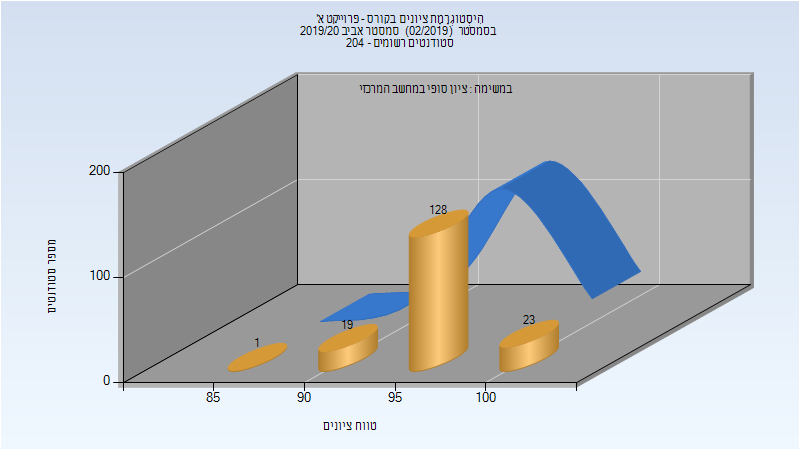 היסטוגרמת ציונים בקורס - פרוייקט א'
בסמסטר (02/2019) סמסטר אביב 2019/20
סטודנטים רשומים - 204
במשימה : ציון סופי במחשב המרכזי
200
100
0
מספר סטודנטים
1
19
128
23
85
90
95
100
טווח ציונים